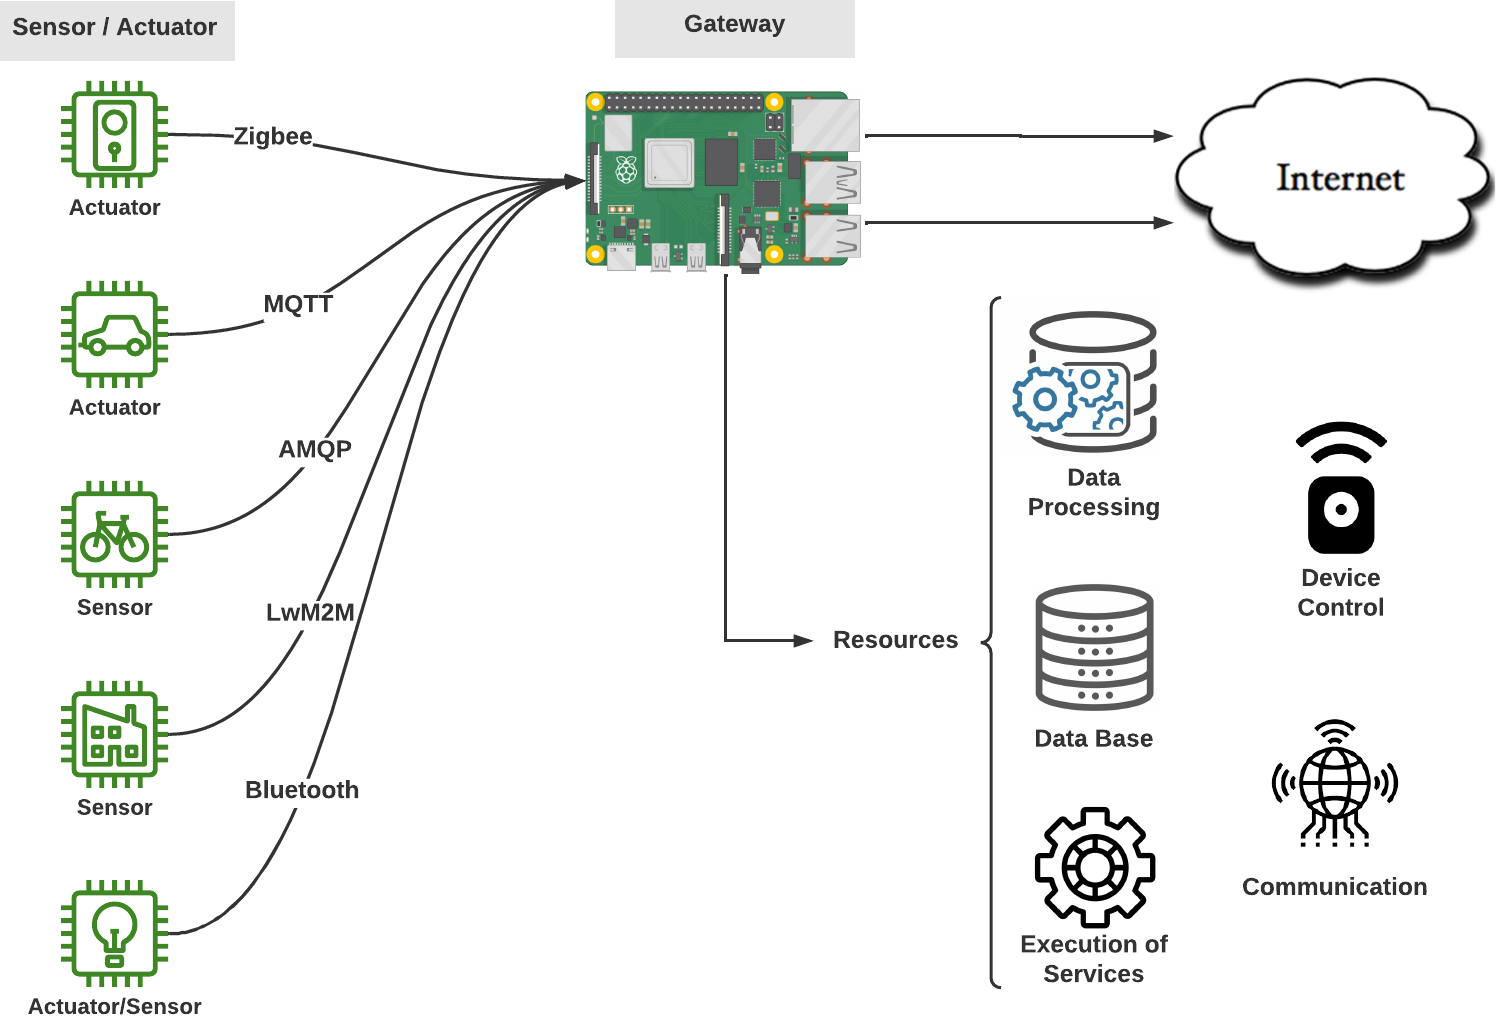 Sensor / Actuator
Gateway
Zigbee
Actuator
Internet
MQTT
Actuator
AMQP
Sensor
LwM2M
Sensor
Bluetooth
Actuator/Sensor
Resources
Data
Processing
Device
Control
Data Base
Communication
Execution of
Services